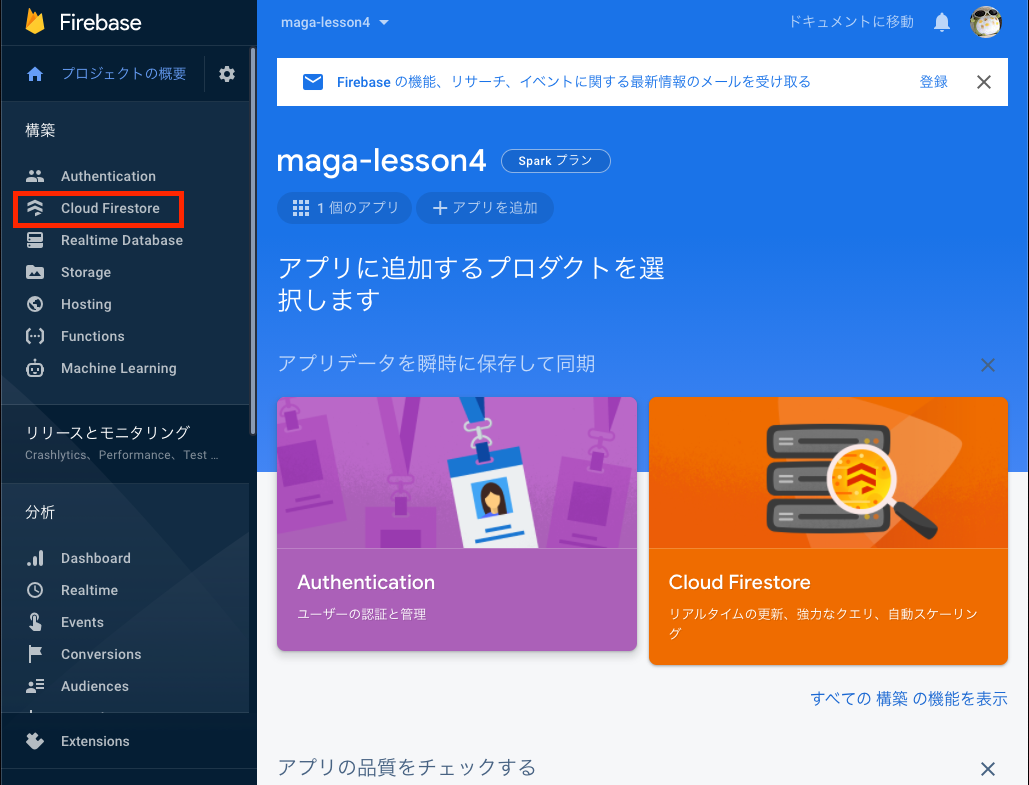 Firebase
プロジェクトの概要
構築
Authentication
Cloud Firestore
Realtime Database
Storage
Hosting
Functions
Machine Learning
リリースとモニタリング
Crashlytics、Performance、Test ...
分析
Dashboard
Realtime
Events
Conversions
Audiences
Extensions
maga-lesson4
ドキュメントに移動
Firebase の機能、リサーチ、イベントに関する最新情報のメールを受け取る
登録
maga-lesson4
Spark プラン
1 個のアプリ
アプリを追加
アプリに追加するプロダクトを選
択します
アプリデータを瞬時に保存して同期
Authentication
ユーザーの認証と管理
Cloud Firestore
リアルタイムの更新、強力なクエリ、自動スケーリン
グ
すべての 構築 の機能を表示
アプリの品質をチェックする